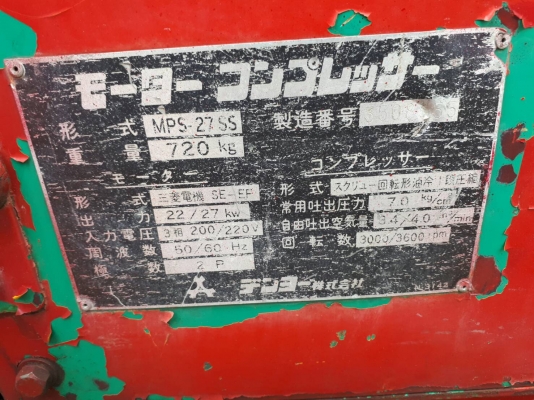 モーター コンプレッサー
形 式 MPS-27SS 製造番号
重 量 720 kg
モーター
形 式 三菱電機 SE-EF
出 力 22/27 kw
入力電圧 3相 200/220V
周 波 数 50/60 Hz
極 数 2 P
コンプレッサー
形 式 スクリュー回転形油冷1段圧縮
常用吐出圧力 7.0 kg/cm²
自由吐出空気量 3.4/4.0 m³/min
回 転 数 3000/3600 rpm
デンヨー株式会社